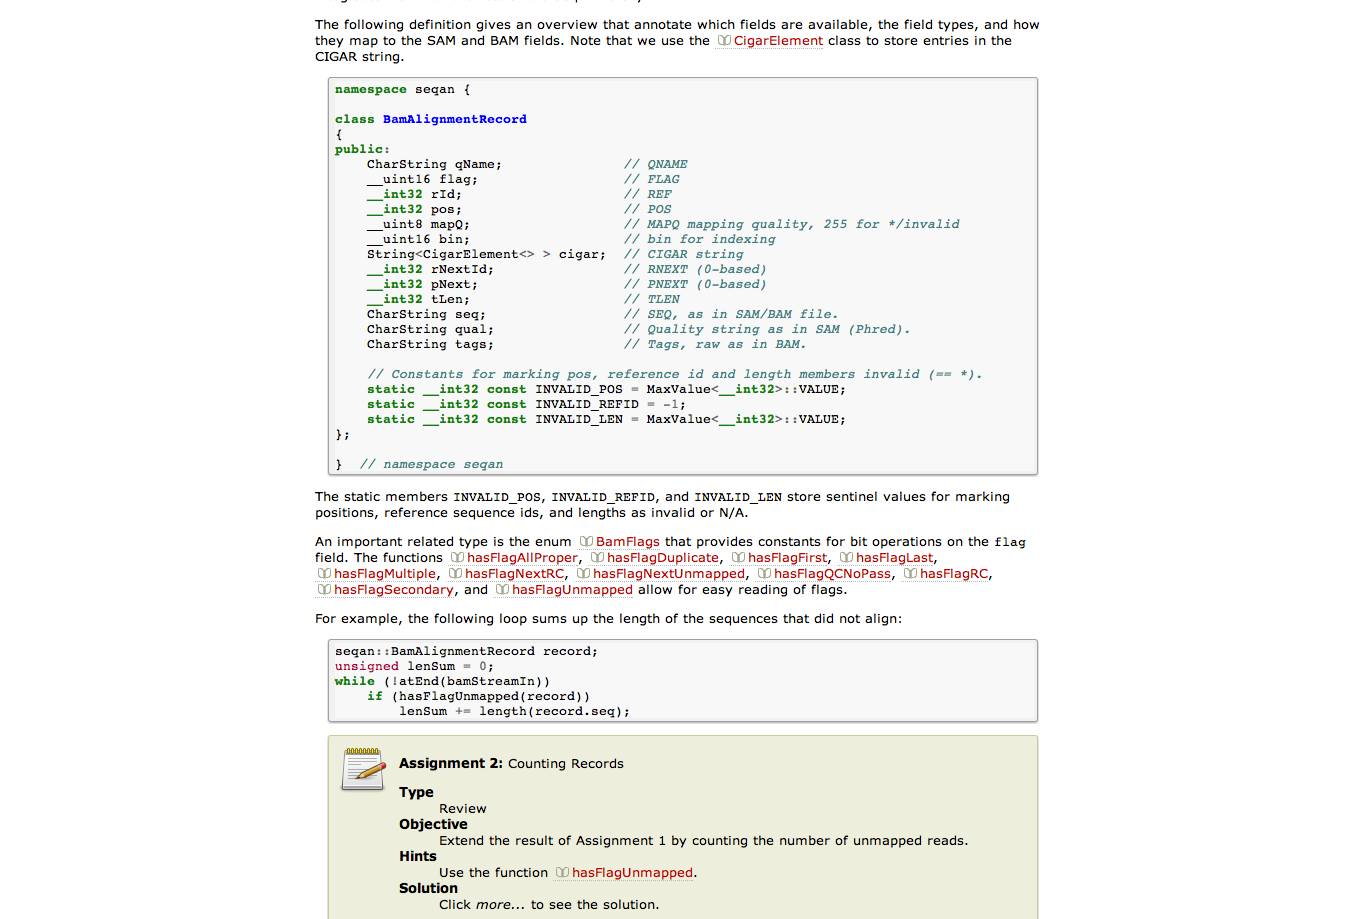 The following definition gives an overview that annotate which fields are available, the field types, and how
they map to the SAM and BAM fields. Note that we use the CigarElement class to store entries in the
CIGAR string.
namespace seqan {
class BamAlignmentRecord
{
public:
    CharString qName;               // QNAME
    __uint16 flag;                  // FLAG
    __int32 rId;                    // REF
    __int32 pos;                    // POS
    __uint8 mapQ;                   // MAPQ mapping quality, 255 for */invalid
    __uint16 bin;                   // bin for indexing
    String<CigarElement<> > cigar;  // CIGAR string
    __int32 rNextId;                // RNEXT (0-based)
    __int32 pNext;                  // PNEXT (0-based)
    __int32 tLen;                   // TLEN
    CharString seq;                 // SEQ, as in SAM/BAM file.
    CharString qual;                // Quality string as in SAM (Phred).
    CharString tags;                // Tags, raw as in BAM.
    // Constants for marking pos, reference id and length members invalid (== *).
    static __int32 const INVALID_POS = MaxValue<__int32>::VALUE;
    static __int32 const INVALID_REFID = -1;
    static __int32 const INVALID_LEN = MaxValue<__int32>::VALUE;
};
}  // namespace seqan
The static members INVALID_POS, INVALID_REFID, and INVALID_LEN store sentinel values for marking
positions, reference sequence ids, and lengths as invalid or N/A.
An important related type is the enum BamFlags that provides constants for bit operations on the flag
field. The functions hasFlagAllProper, hasFlagDuplicate, hasFlagFirst, hasFlagLast,
hasFlagMultiple, hasFlagNextRC, hasFlagNextUnmapped, hasFlagQCNoPass, hasFlagRC,
hasFlagSecondary, and hasFlagUnmapped allow for easy reading of flags.
For example, the following loop sums up the length of the sequences that did not align:
seqan::BamAlignmentRecord record;
unsigned lenSum = 0;
while (!atEnd(bamStreamIn))
    if (hasFlagUnmapped(record))
        lenSum += length(record.seq);
Assignment 2: Counting Records
Type
Review
Objective
Extend the result of Assignment 1 by counting the number of unmapped reads.
Hints
Use the function hasFlagUnmapped.
Solution
Click more... to see the solution.